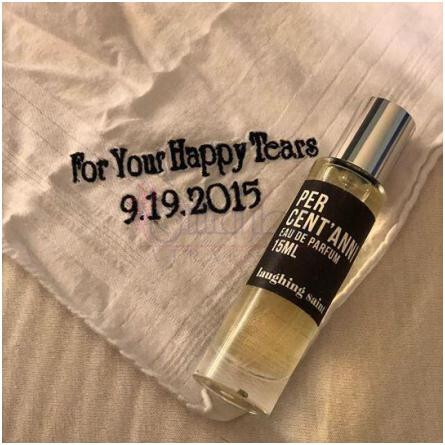 For Your Happy Tears
9.19.2015
PER
CENT'ANNI
EAU DE PARFUM
15ML
laughing saint